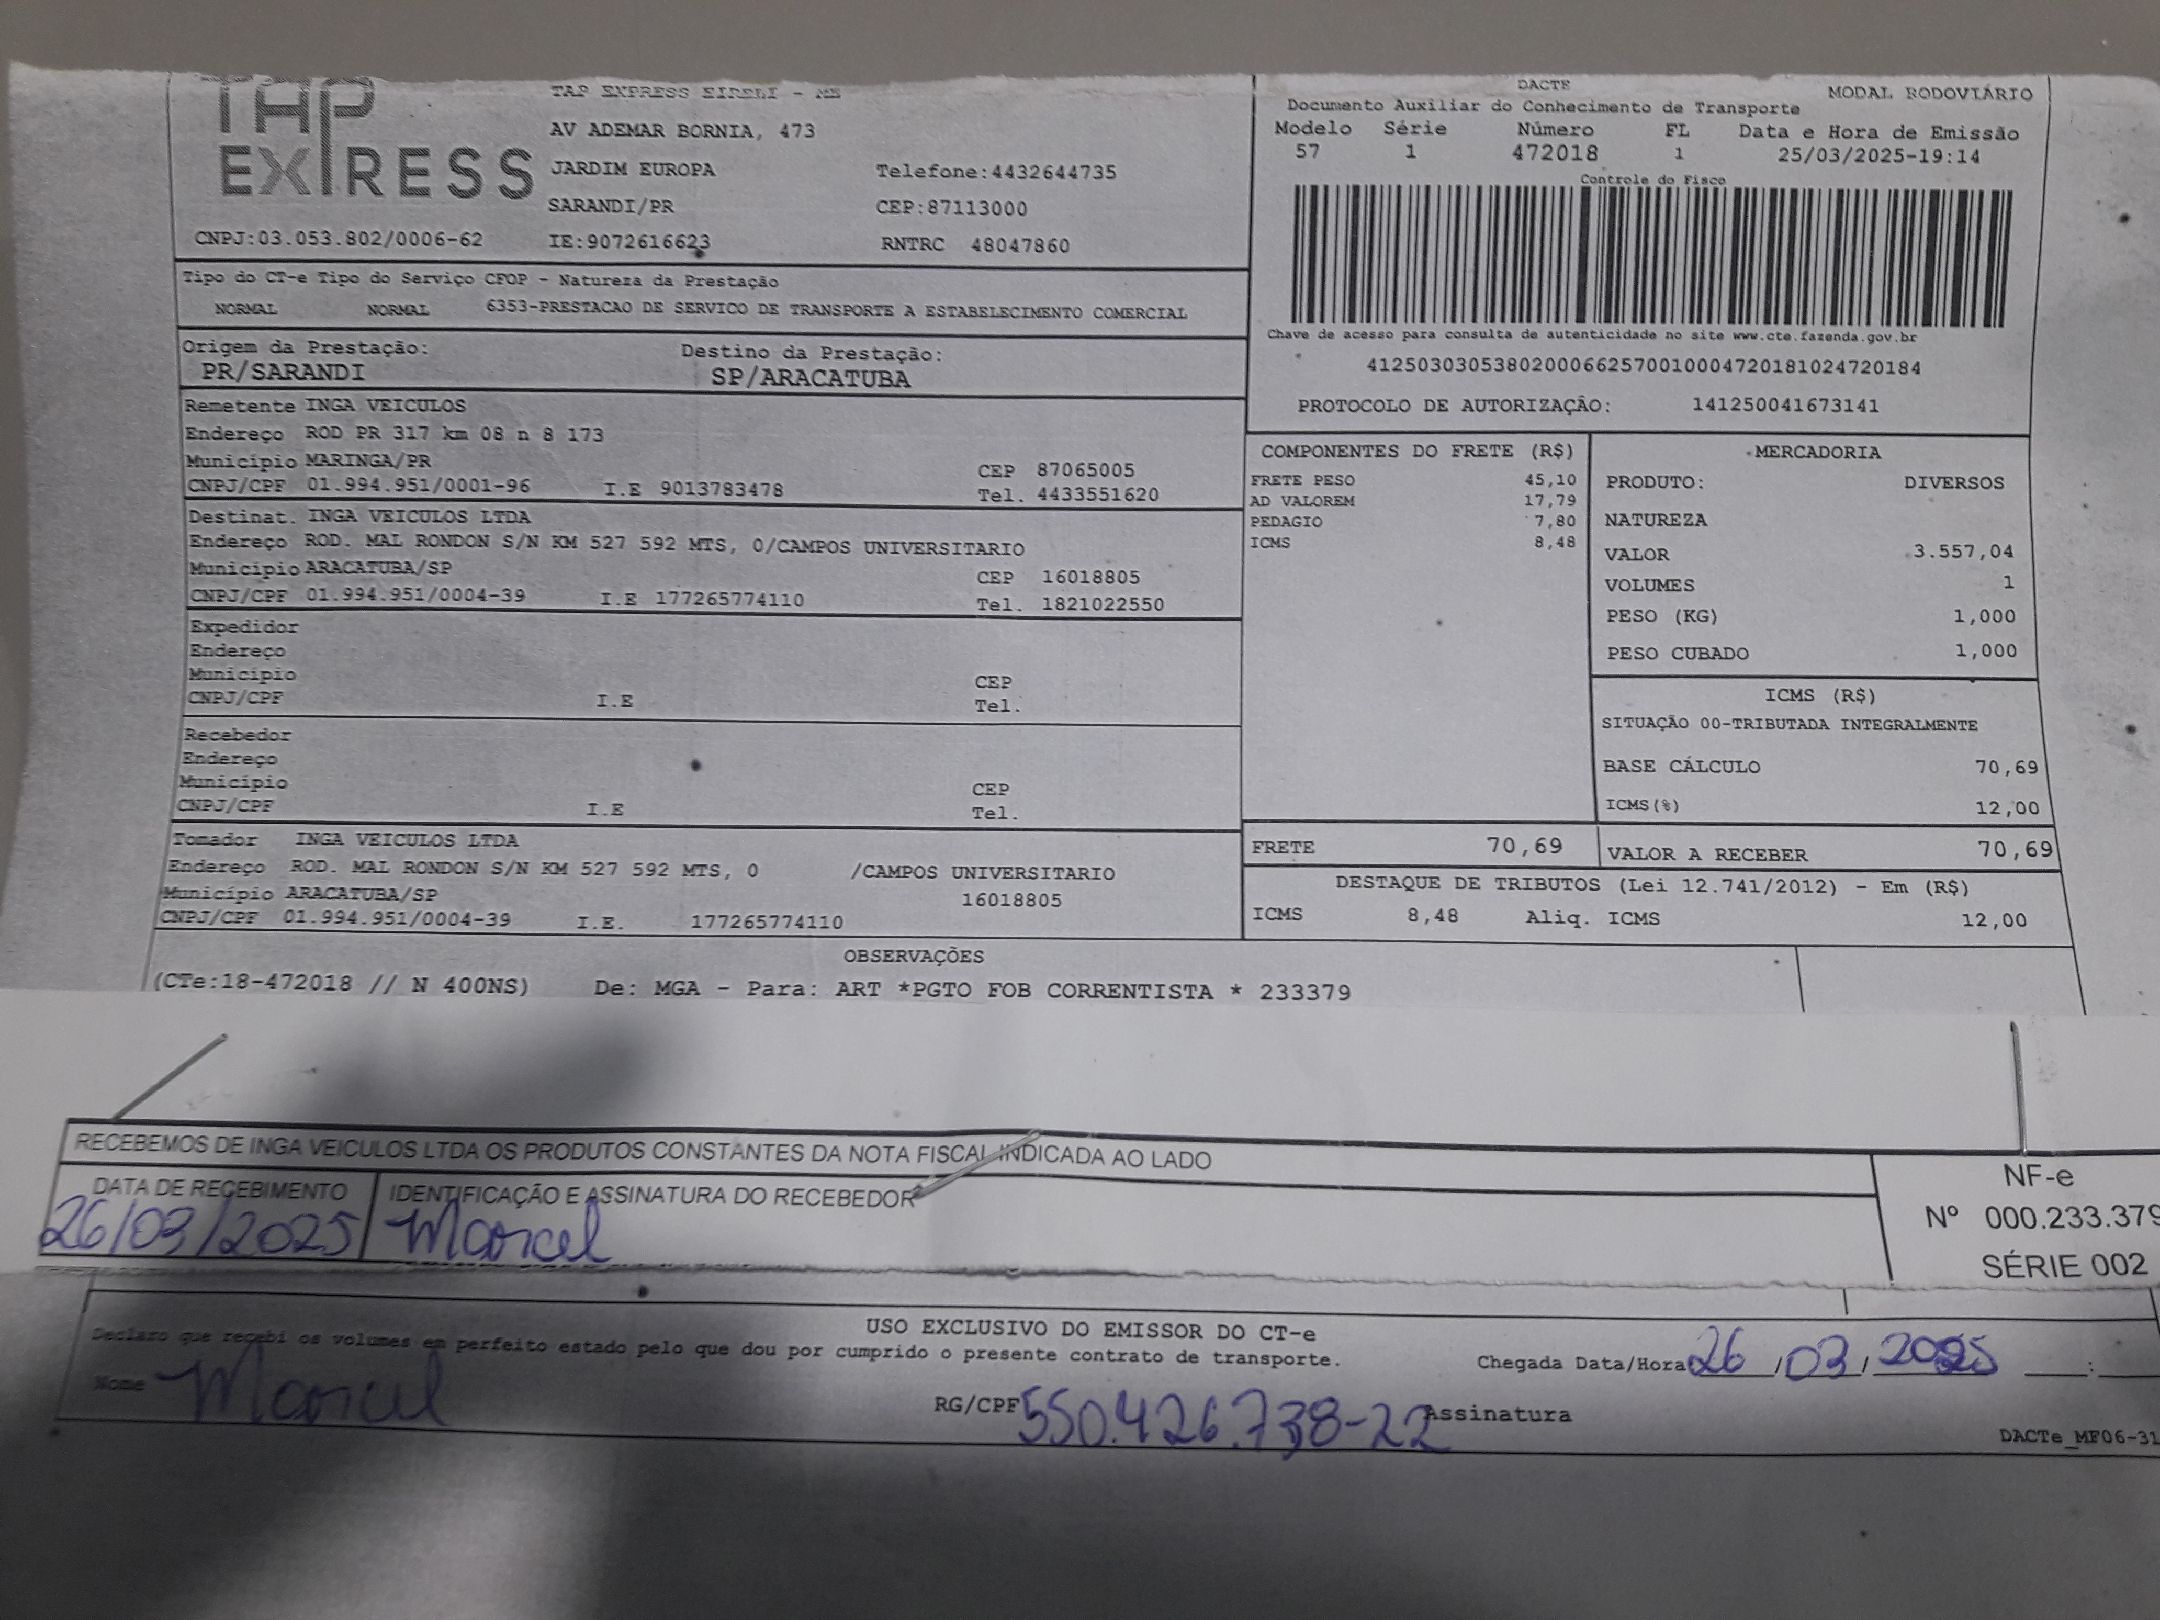 TAP
EXPRESS
TAP EXPRESS EIRELI - ME
AV ADEMAR BORNIA, 473
JARDIM EUROPA Telefone:4432644735
SARANDI/PR CEP:87113000
CNPJ:03.053.802/0006-62 IE:9072616623 RNTRC 48047860
DACTE MODAL RODOVIÁRIO
Documento Auxiliar do Conhecimento de Transporte
Modelo Série Número FL Data e Hora de Emissão
57 1 472018 1 25/03/2025-19:14
Controle do Fisco
Chave de acesso para consulta de autenticidade no site www.cte.fazenda.gov.br
41250303053802000662570010004720181024720184
PROTOCOLO DE AUTORIZAÇÂO: 141250041673141
Tipo do CT-e Tipo do Serviço CFOP - Natureza da Prestação
NORMAL NORMAL 6353-PRESTACAO DE SERVICO DE TRANSPORTE A ESTABELECIMENTO COMERCIAL
Origem da Prestação: Destino da Prestação:
PR/SARANDI SP/ARACATUBA
Remetente INGA VEICULOS
Endereço ROD PR 317 km 08 n 8 173
Município MARINGA/PR CEP 87065005
CNPJ/CPF 01.994.951/0001-96 I.E 9013783478 Tel. 4433551620
Destinat. INGA VEICULOS LTDA
Endereço ROD. MAL RONDON S/N KM 527 592 MTS, 0/CAMPOS UNIVERSITARIO
Município ARACATUBA/SP CEP 16018805
CNPJ/CPF 01.994.951/0004-39 I.E 177265774110 Tel. 1821022550
Expedidor
Endereço
Município CEP
CNPJ/CPF I.E Tel.
Recebedor
Endereço
Município CEP
CNPJ/CPF I.E Tel.
Tomador INGA VEICULOS LTDA
Endereço ROD. MAL RONDON S/N KM 527 592 MTS, 0 /CAMPOS UNIVERSITARIO
Município ARACATUBA/SP 16018805
CNPJ/CPF 01.994.951/0004-39 I.E. 177265774110
COMPONENTES DO FRETE (R$)
FRETE PESO 45,10
AD VALOREM 17,79
PEDAGIO 7,80
ICMS 8,48
MERCADORIA
PRODUTO: DIVERSOS
NATUREZA
VALOR 3.557,04
VOLUMES 1
PESO (KG) 1,000
PESO CUBADO 1,000
ICMS (R$)
SITUAÇÃO 00-TRIBUTADA INTEGRALMENTE
BASE CÁLCULO 70,69
ICMS(%) 12,00
FRETE 70,69 VALOR A RECEBER 70,69
DESTAQUE DE TRIBUTOS (Lei 12.741/2012) - Em (R$)
ICMS 8,48 Aliq. ICMS 12,00
OBSERVAÇÕES
(CTe:18-472018 // N 400NS) De: MGA - Para: ART *PGTO FOB CORRENTISTA * 233379
RECEBEMOS DE INGA VEICULOS LTDA OS PRODUTOS CONSTANTES DA NOTA FISCAL INDICADA AO LADO
DATA DE RECEBIMENTO IDENTIFICAÇÃO E ASSINATURA DO RECEBEDOR
26/03/2025 Marcel
NF-e
Nº 000.233.379
SÉRIE 002
USO EXCLUSIVO DO EMISSOR DO CT-e
Declaro que recebi os volumes em perfeito estado pelo que dou por cumprido o presente contrato de transporte.
Chegada Data/Hora 26/03/2025 :
Nome Marcel RG/CPF 550.426.738-22 Assinatura
DACTe_MF06-31